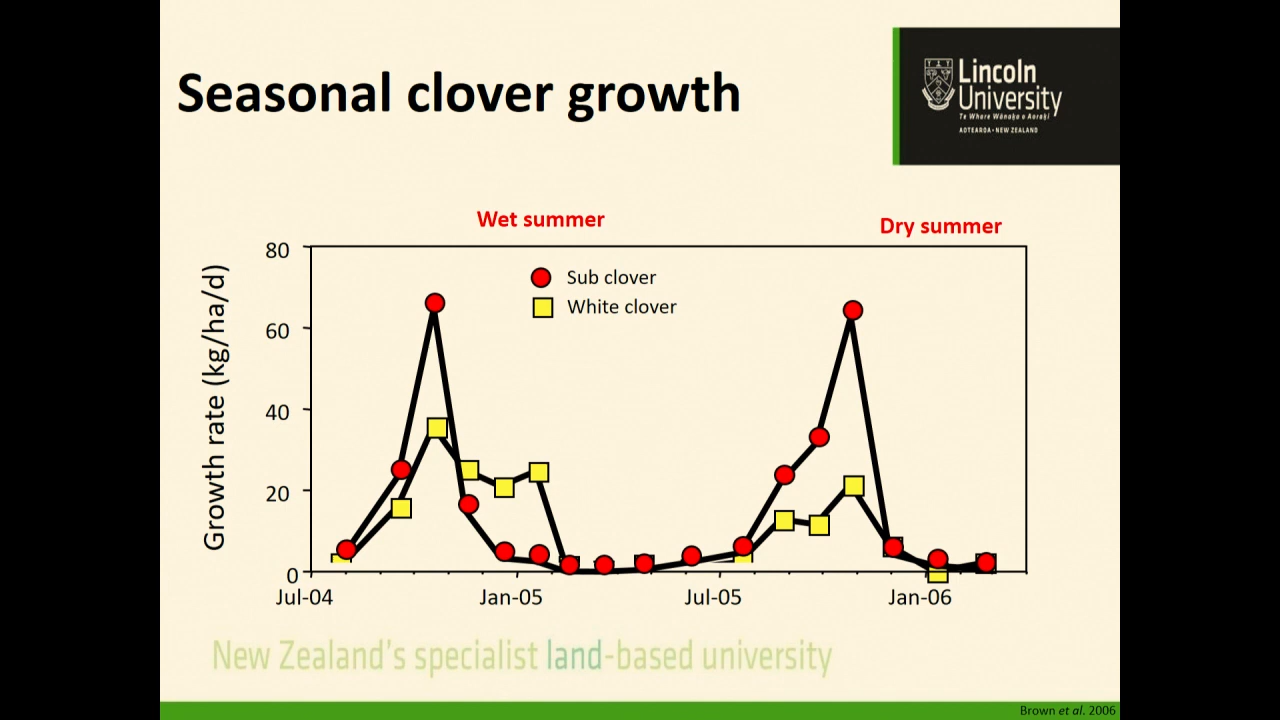 Seasonal clover growth
Lincoln
University
Te Whare Wānaka o Aoraki
AOTEAROA • NEW ZEALAND
Wet summer
Dry summer
Growth rate (kg/ha/d)
80
60
40
20
0
Sub clover
White clover
Jul-04
Jan-05
Jul-05
Jan-06
New Zealand's specialist land-based university
Brown et al. 2006